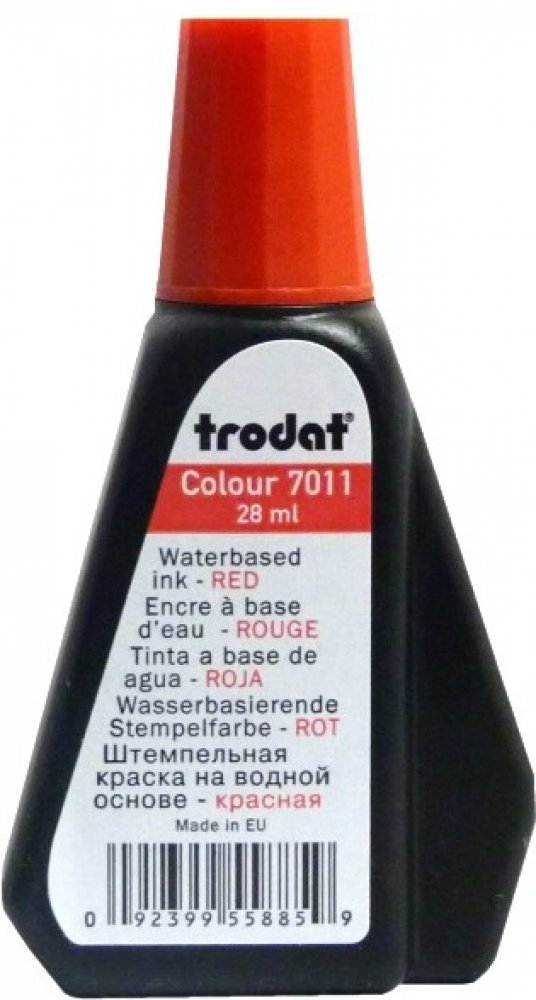 trodat®
Colour 7011
28 ml
Waterbased
ink - RED
Encre à base
d'eau - ROUGE
Tinta a base de
agua - ROJA
Wasserbasierende
Stempelfarbe - ROT
Штемпельная
краска на водной
основе - красная
Made in EU
0 92399 55885 9